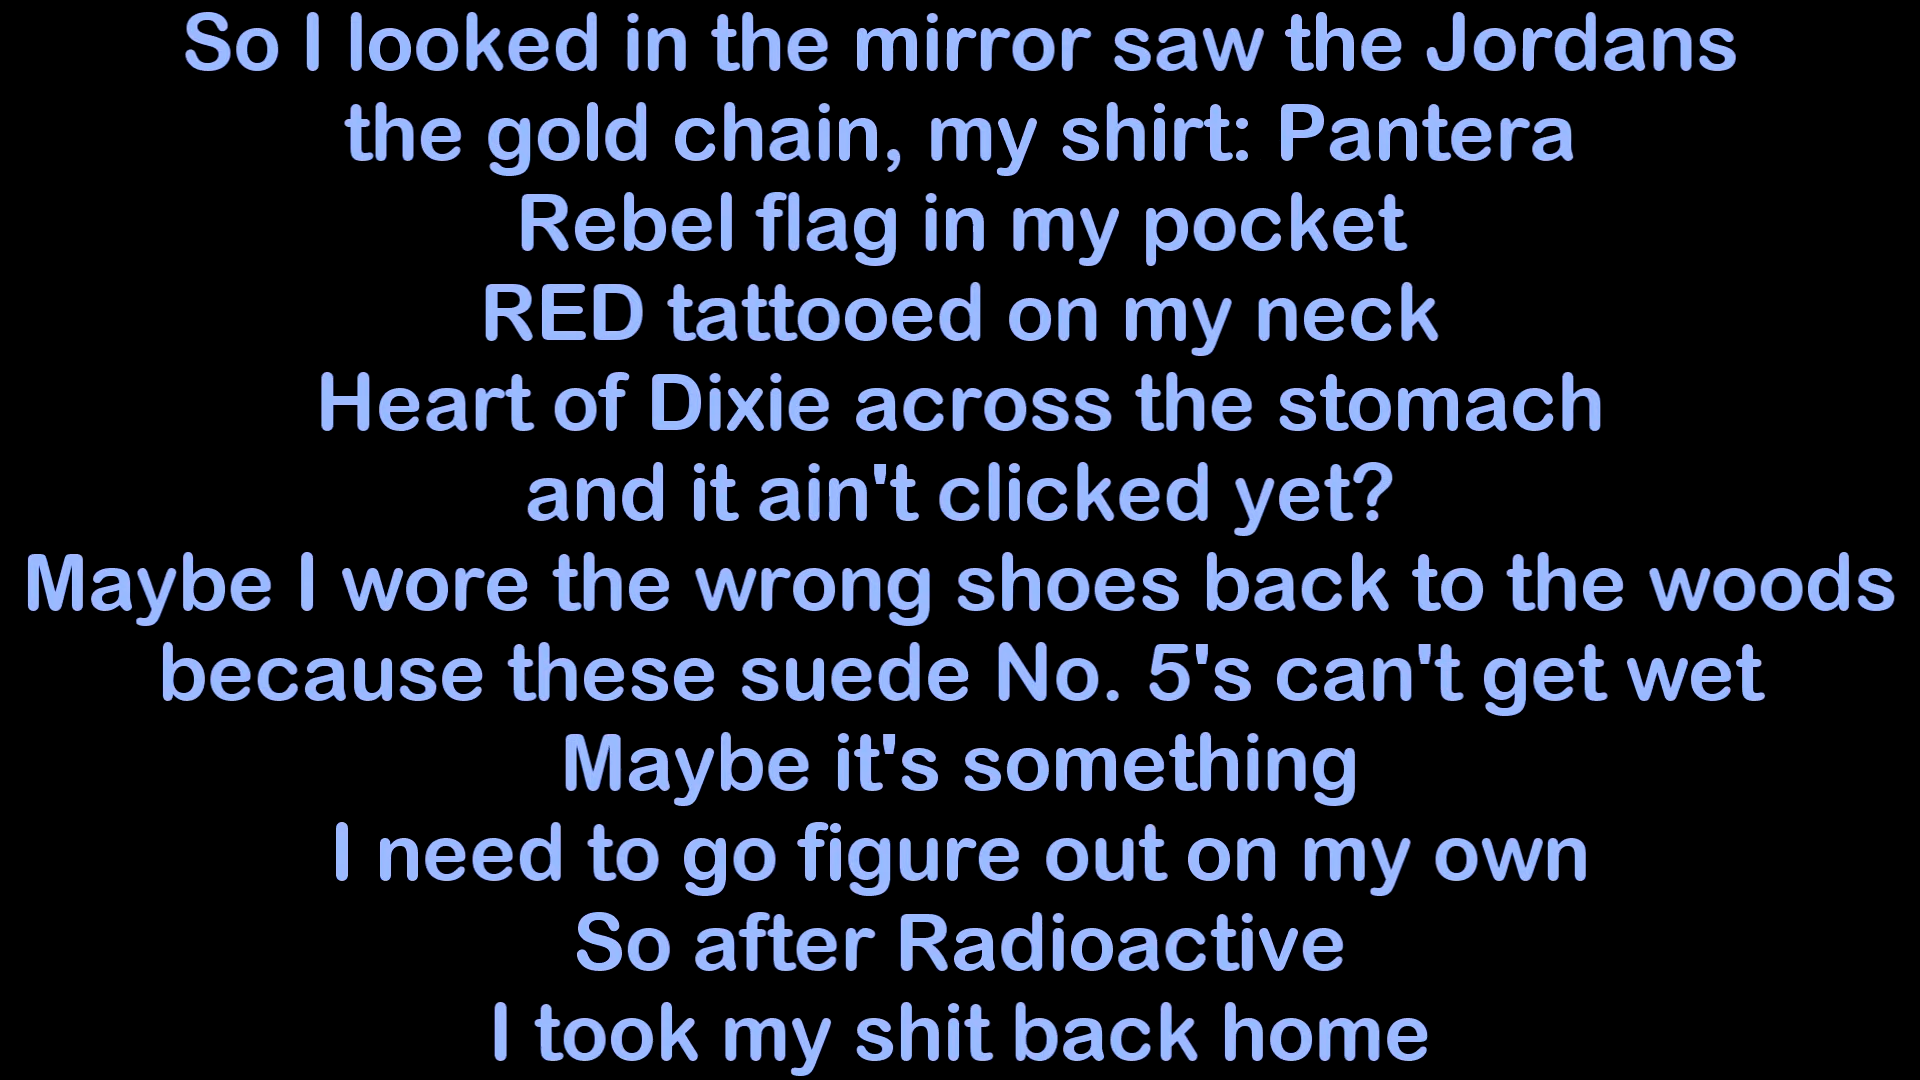 So I looked in the mirror saw the Jordans
the gold chain, my shirt: Pantera
Rebel flag in my pocket
RED tattooed on my neck
Heart of Dixie across the stomach
and it ain't clicked yet?
Maybe I wore the wrong shoes back to the woods
because these suede No. 5's can't get wet
Maybe it's something
I need to go figure out on my own
So after Radioactive
I took my shit back home